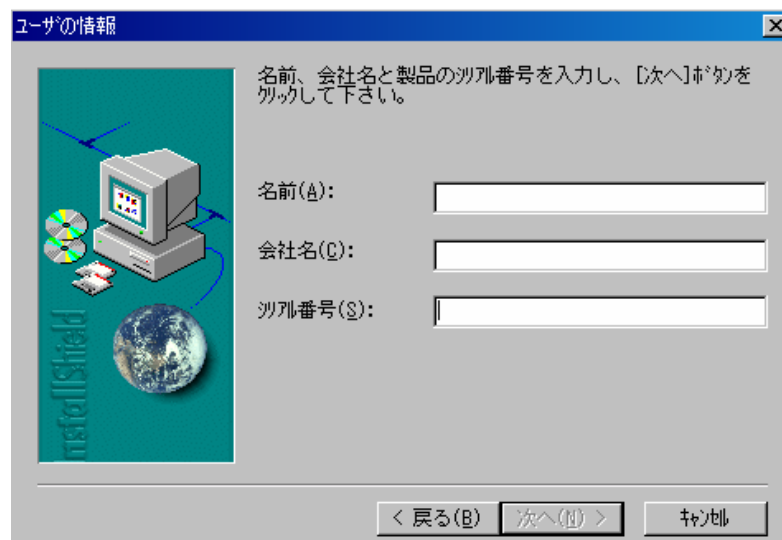 ユーザの情報
名前、会社名と製品のｼﾘｱﾙ番号を入力し、[次へ]ﾎﾞﾀﾝを
ｸﾘｯｸして下さい。
名前(A):
会社名(C):
ｼﾘｱﾙ番号(S):
InstallShield
< 戻る(B)
次へ(N) >
ｷｬﾝｾﾙ